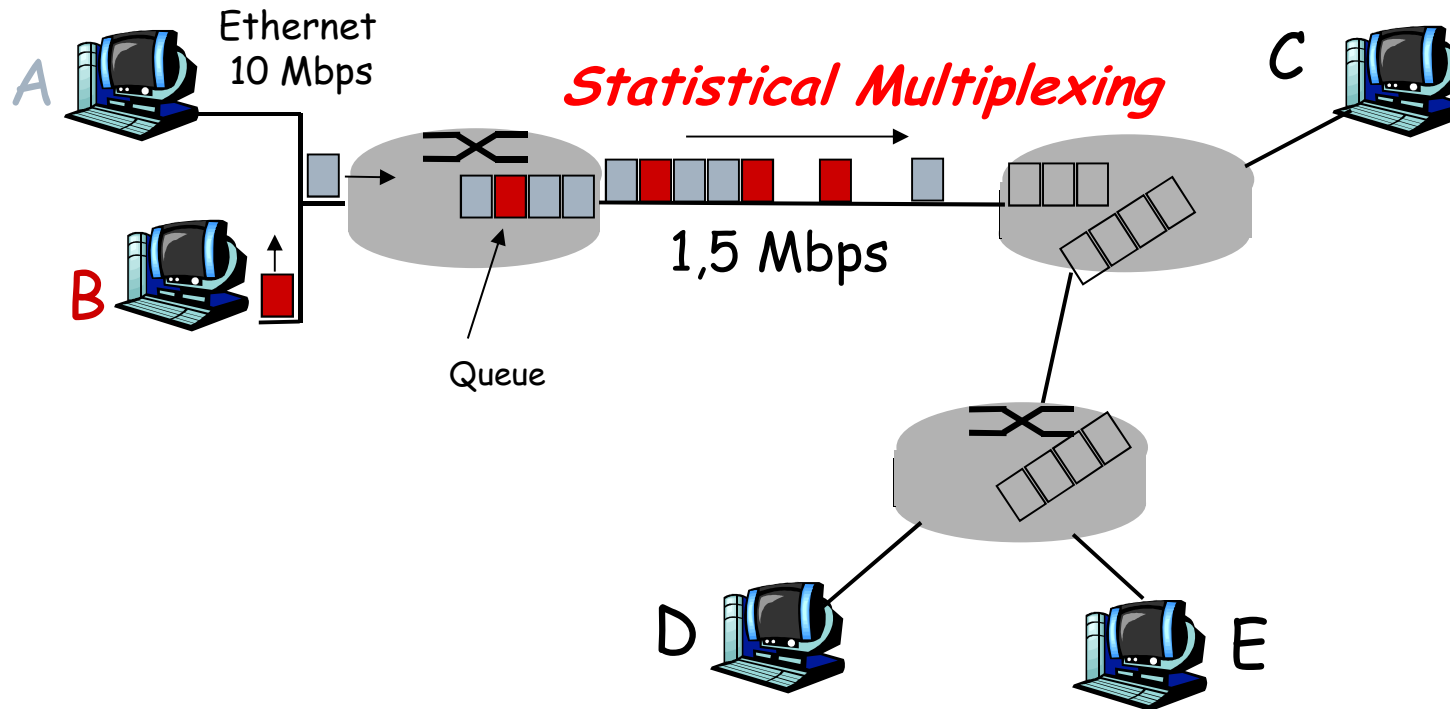 Ethernet
10 Mbps
A
Statistical Multiplexing
C
B
1,5 Mbps
Queue
D
E